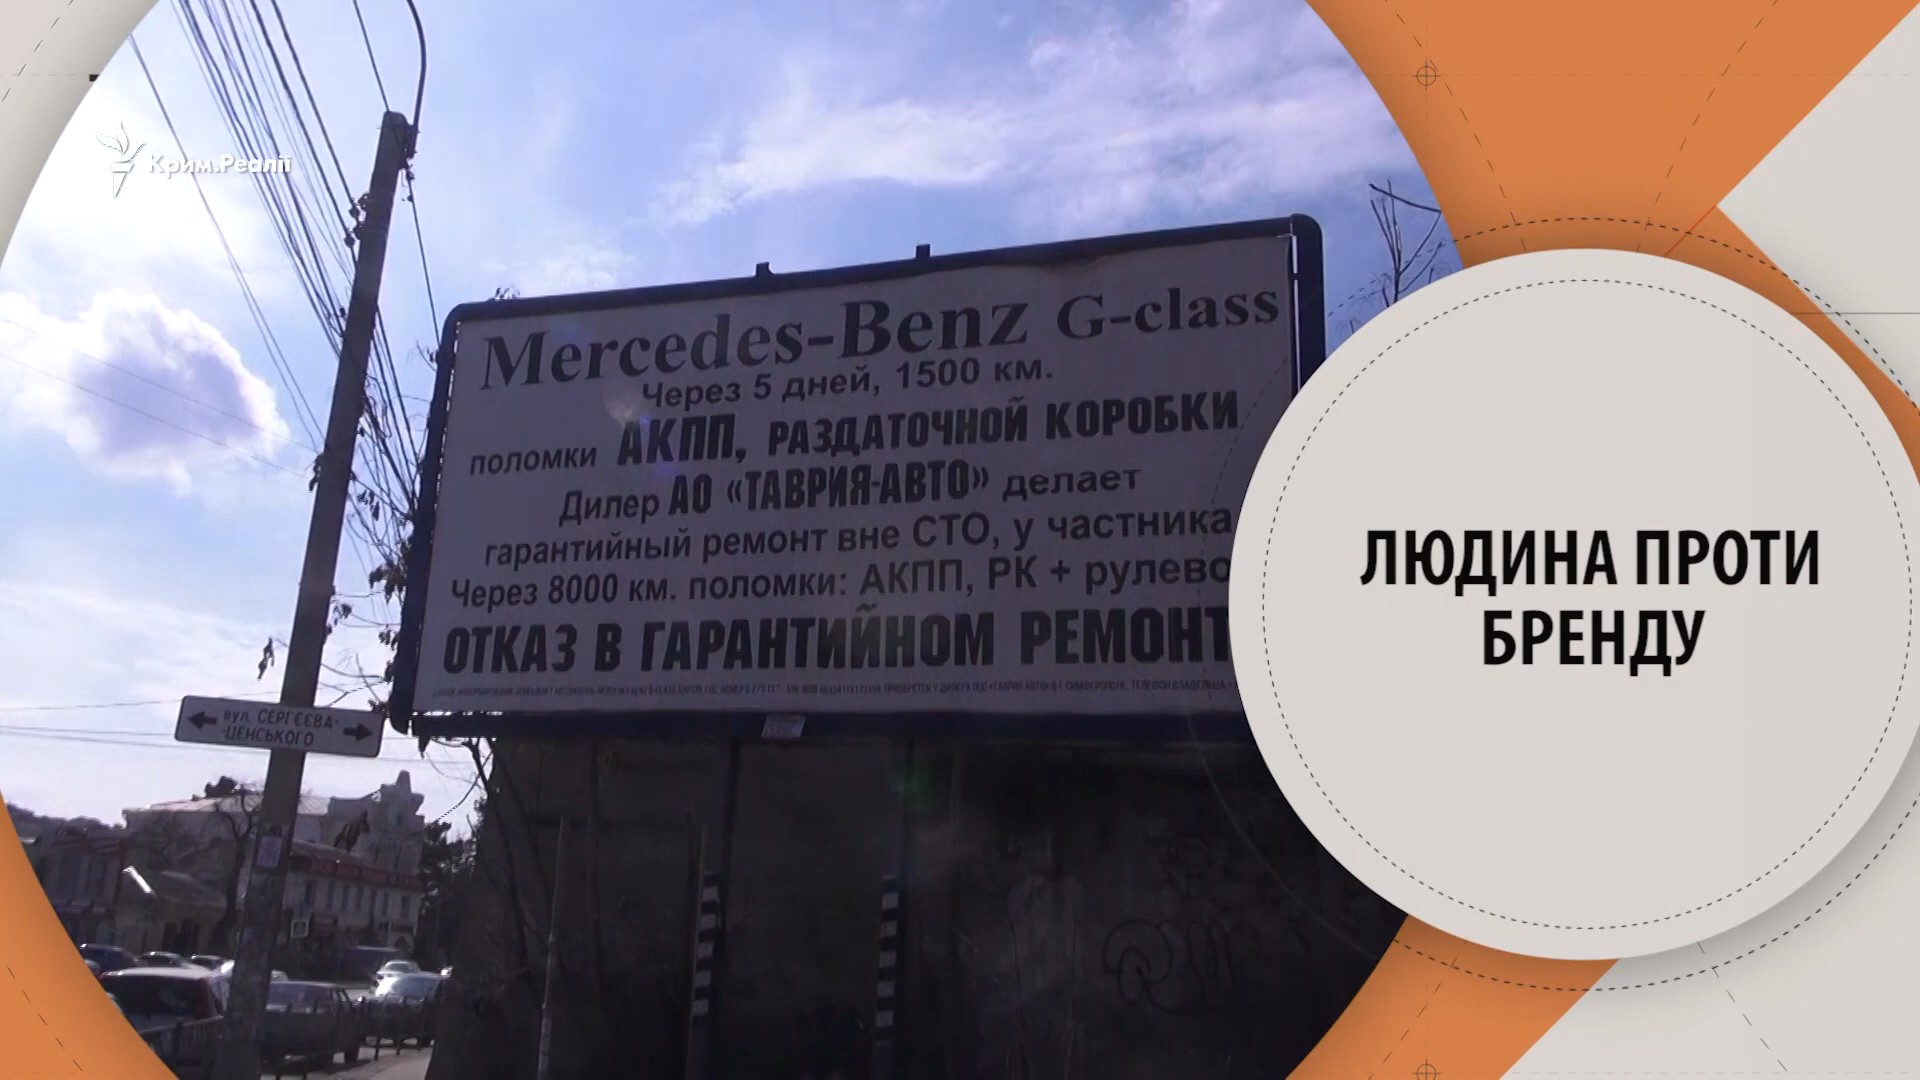 Крим.Реалії
Mercedes-Benz G-class
Через 5 дней, 1500 км.
поломки АКПП, РАЗДАТОЧНОЙ КОРОБКИ
Дилер АО «ТАВРИЯ-АВТО» делает
гарантийный ремонт вне СТО, у частника
Через 8000 км. поломки: АКПП, РК + рулево
ОТКАЗ В ГАРАНТИЙНОМ РЕМОНТ
вул. СЕРГЄЄВА-
-ЦЕНСЬКОГО
ЛЮДИНА ПРОТИ
БРЕНДУ